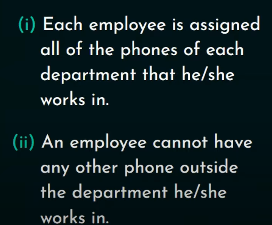 (i) Each employee is assigned
all of the phones of each
department that he/she
works in.
(ii) An employee cannot have
any other phone outside
the department he/she
works in.